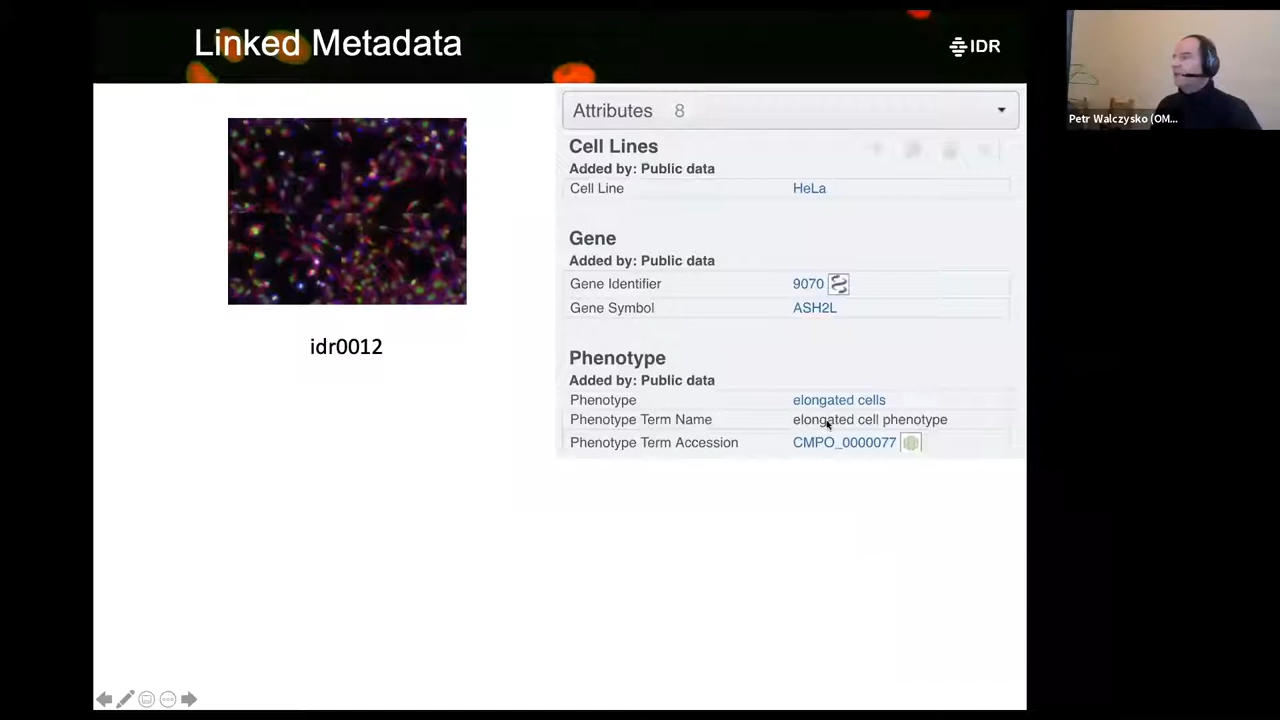 Linked Metadata
IDR
Petr Walczysko (OM...
Attributes 8
Cell Lines
Added by: Public data
Cell Line HeLa
Gene
Added by: Public data
Gene Identifier 9070
Gene Symbol ASH2L
idr0012
Phenotype
Added by: Public data
Phenotype elongated cells
Phenotype Term Name elongated cell phenotype
Phenotype Term Accession CMPO_0000077